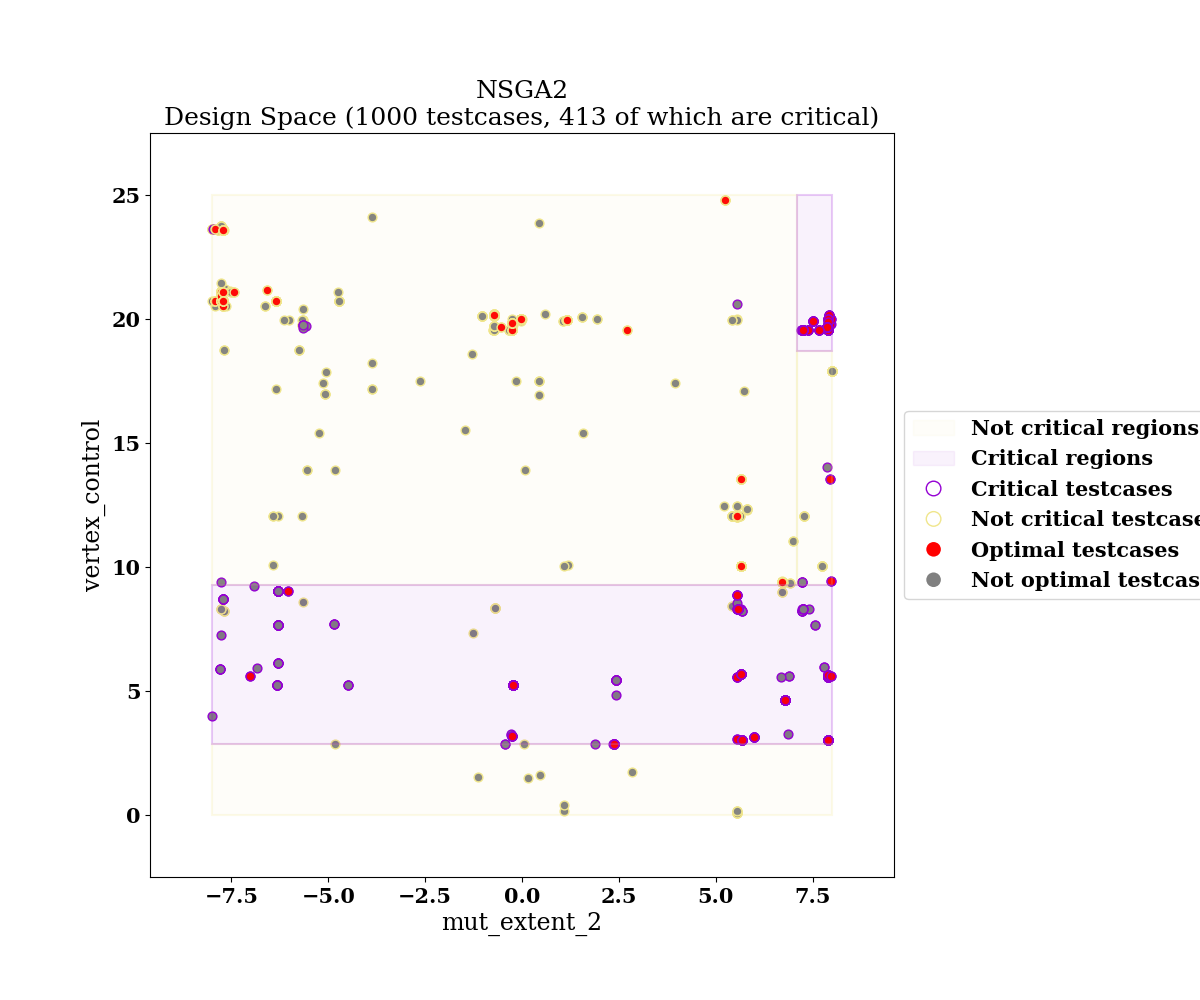 NSGA2
Design Space (1000 testcases, 413 of which are critical)
25
20
15
10
5
0
vertex_control
−7.5 −5.0 −2.5 0.0 2.5 5.0 7.5
mut_extent_2
Not critical regions
Critical regions
Critical testcases
Not critical testcase
Optimal testcases
Not optimal testcas